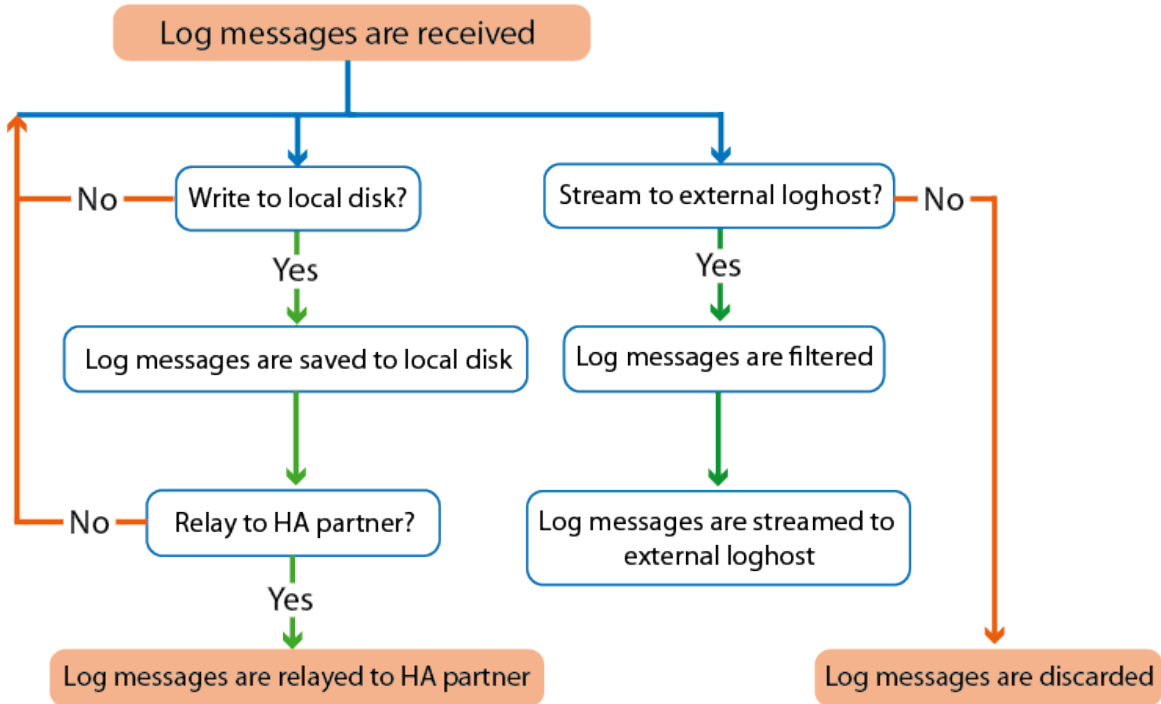 Log messages are received
No
Write to local disk?
Stream to external loghost?
No
Yes
Yes
Log messages are saved to local disk
Log messages are filtered
No
Relay to HA partner?
Log messages are streamed to
external loghost
Yes
Log messages are relayed to HA partner
Log messages are discarded